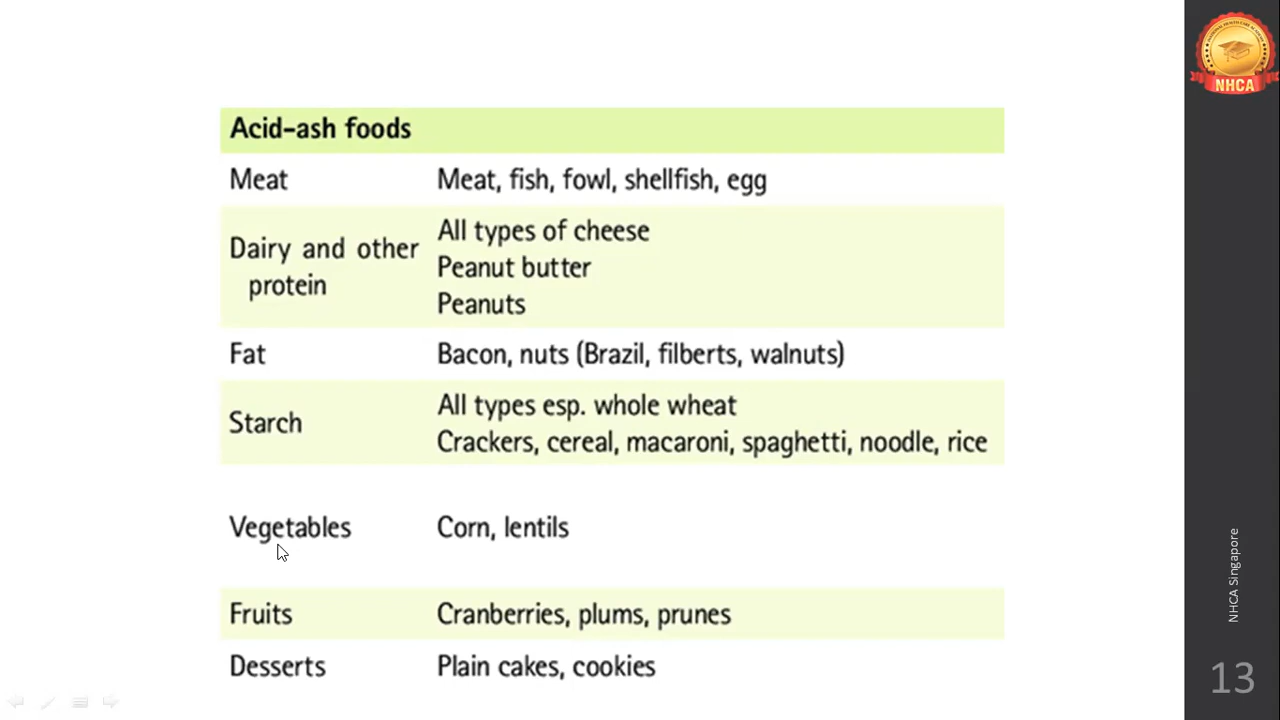 Acid-ash foods
Meat Meat, fish, fowl, shellfish, egg
Dairy and other protein All types of cheese
Peanut butter
Peanuts
Fat Bacon, nuts (Brazil, filberts, walnuts)
Starch All types esp. whole wheat
Crackers, cereal, macaroni, spaghetti, noodle, rice
Vegetables Corn, lentils
Fruits Cranberries, plums, prunes
Desserts Plain cakes, cookies
NHCA
NHCA Singapore
13